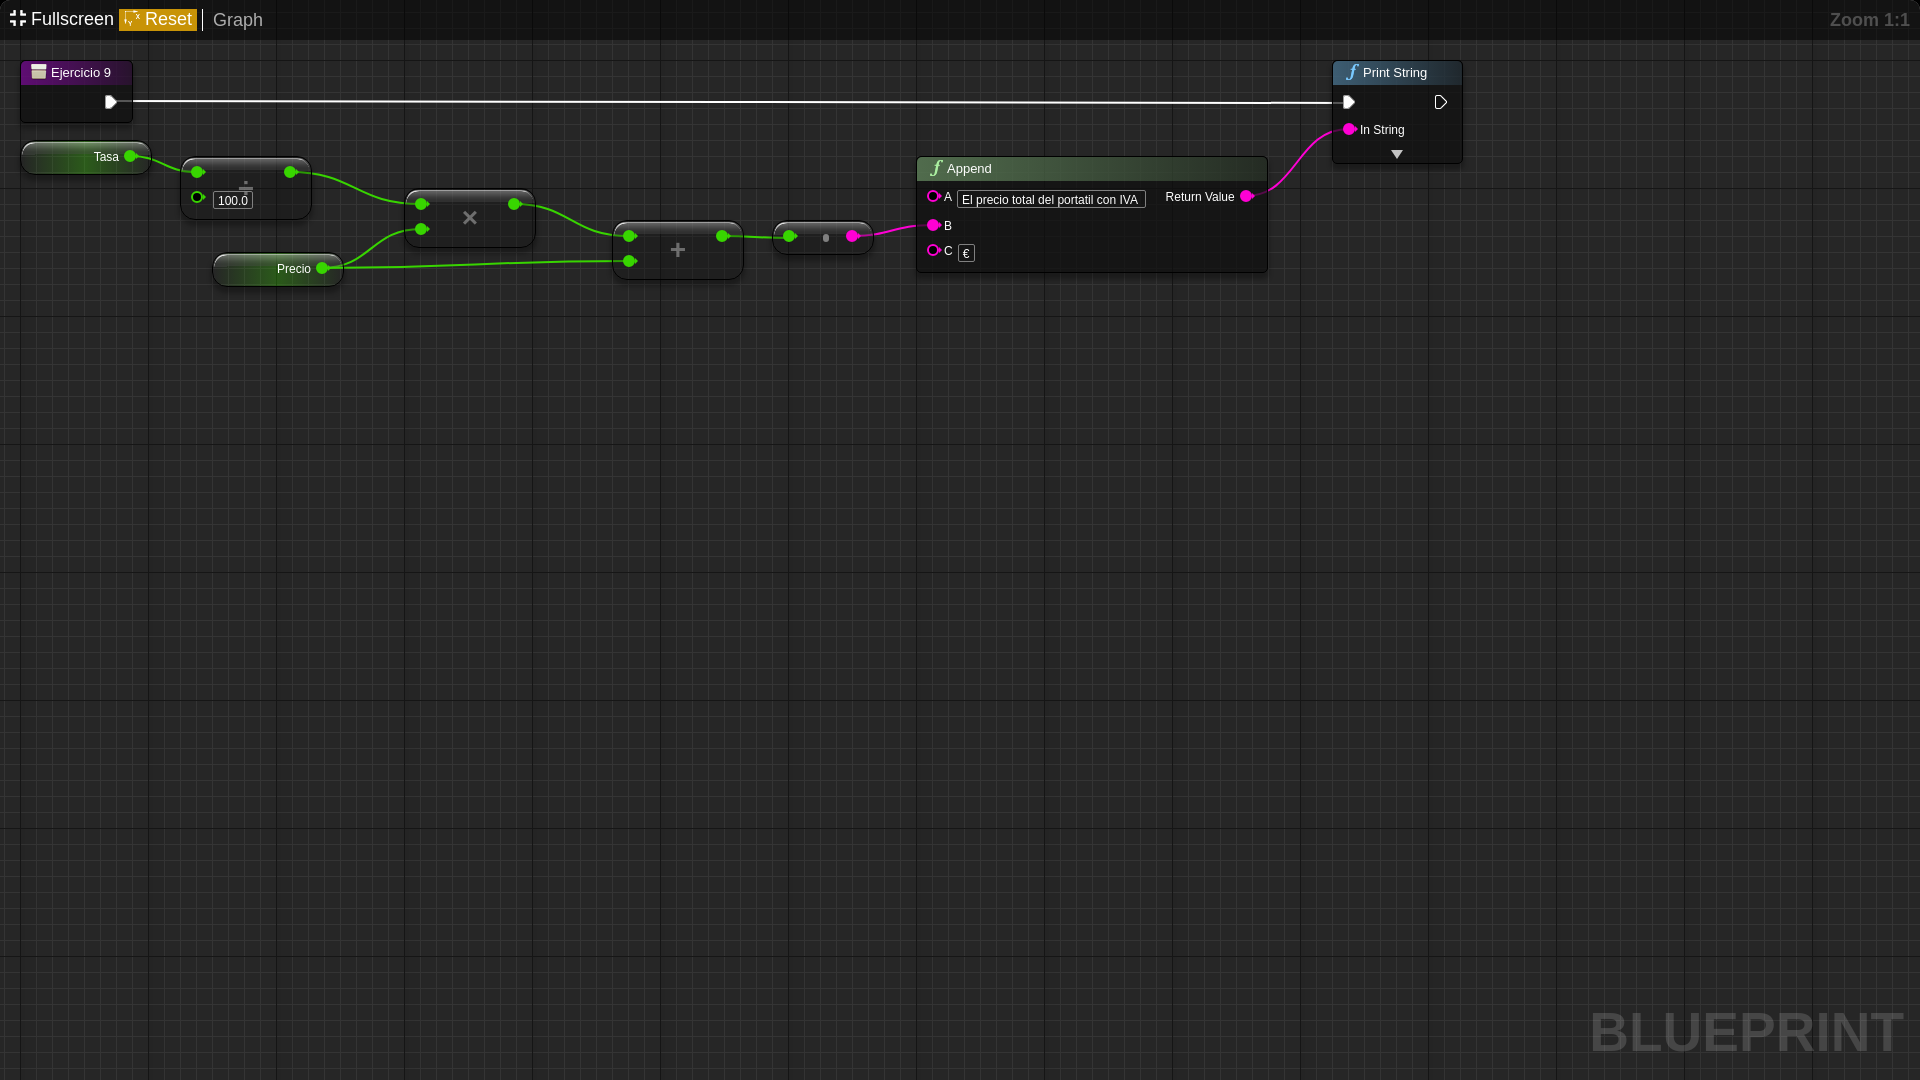 Fullscreen Reset Graph
Zoom 1:1
Ejercicio 9
Print String
In String
Tasa
÷
100.0
×
Precio
+
Append
A El precio total del portatil con IVA Return Value
B
C €
BLUEPRINT